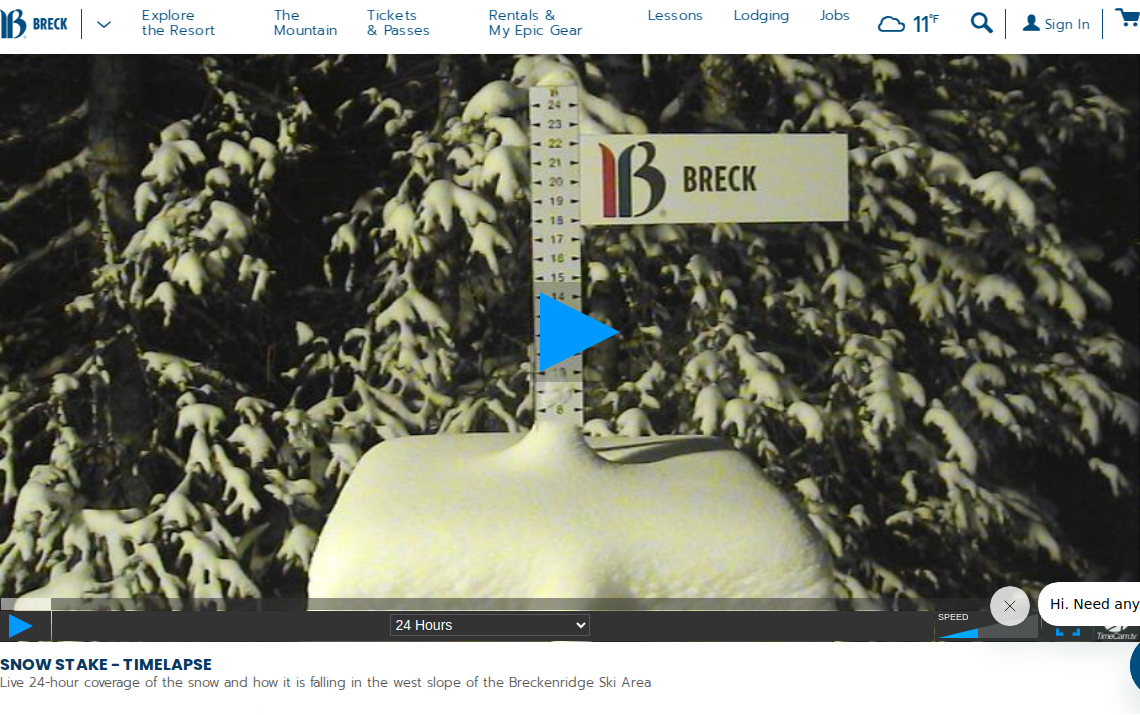 B BRECK
Explore
the Resort
The
Mountain
Tickets
& Passes
Rentals &
My Epic Gear
Lessons
Lodging
Jobs
11°F
Sign In
24
23
22
21
20
19
18
17
16
15
14
8
B BRECK
24 Hours
SPEED
Hi. Need any
TimeCam.tv
SNOW STAKE - TIMELAPSE
Live 24-hour coverage of the snow and how it is falling in the west slope of the Breckenridge Ski Area